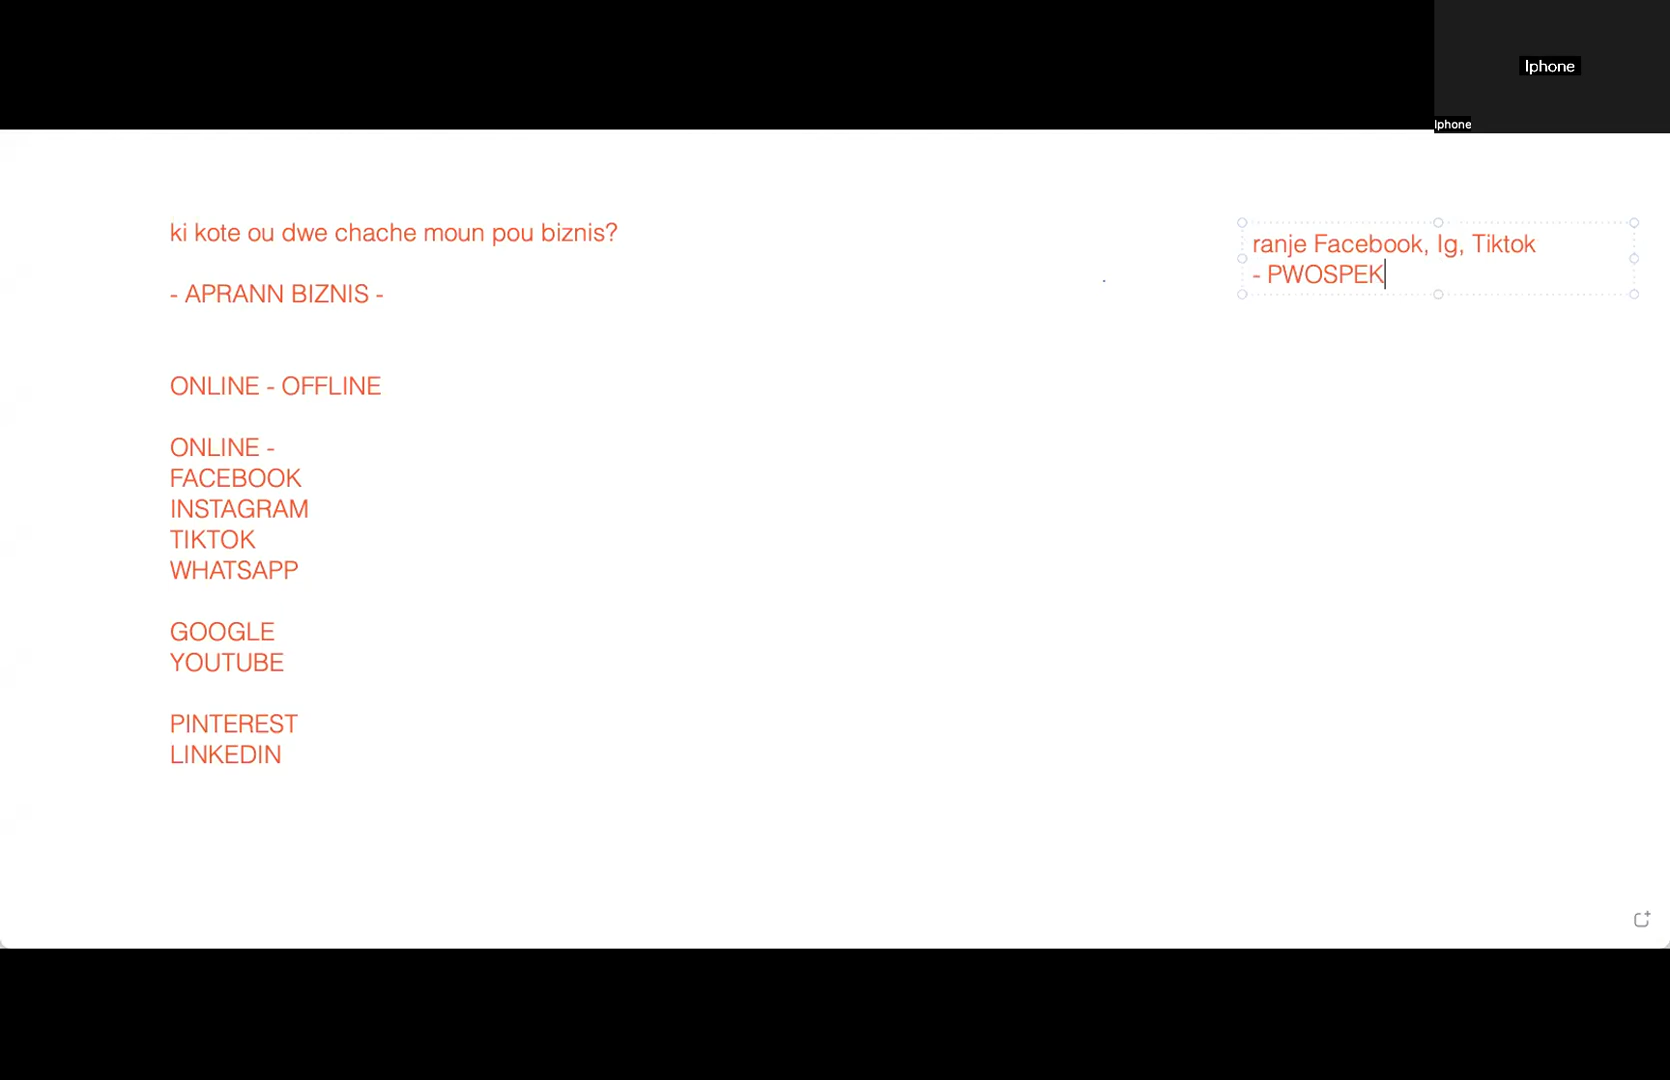 Iphone
Iphone
ki kote ou dwe chache moun pou biznis?
- APRANN BIZNIS -
ONLINE - OFFLINE
ONLINE -
FACEBOOK
INSTAGRAM
TIKTOK
WHATSAPP
GOOGLE
YOUTUBE
PINTEREST
LINKEDIN
ranje Facebook, Ig, Tiktok
- PWOSPEK